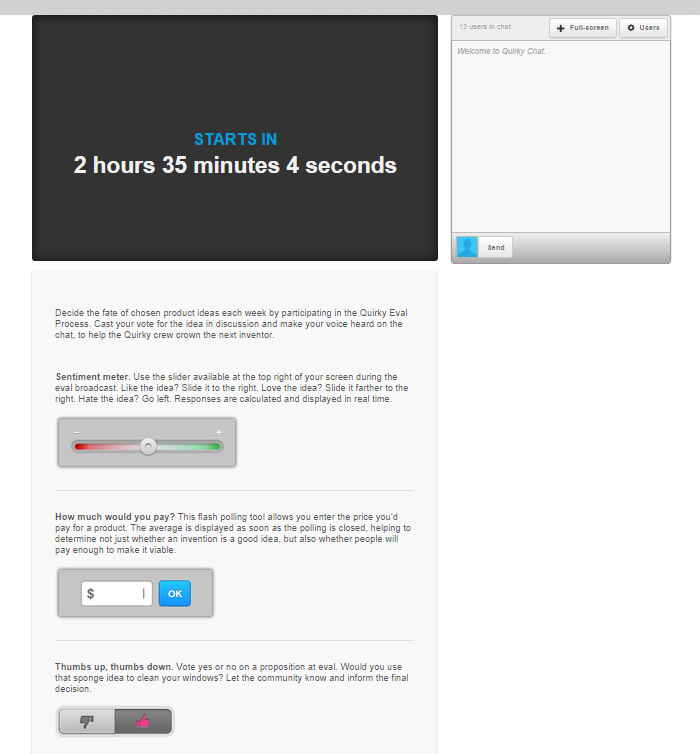 STARTS IN
2 hours 35 minutes 4 seconds
13 users in chat
Full-screen
Users
Welcome to Quirky Chat.
Send
Decide the fate of chosen product ideas each week by participating in the Quirky Eval
Process. Cast your vote for the idea in discussion and make your voice heard on the
chat, to help the Quirky crew crown the next inventor.
Sentiment meter. Use the slider available at the top right of your screen during the
eval broadcast. Like the idea? Slide it to the right. Love the idea? Slide it farther to the
right. Hate the idea? Go left. Responses are calculated and displayed in real time.
- +
How much would you pay? This flash polling tool allows you enter the price you'd
pay for a product. The average is displayed as soon as the polling is closed, helping to
determine not just whether an invention is a good idea, but also whether people will
pay enough to make it viable.
$ OK
Thumbs up, thumbs down. Vote yes or no on a proposition at eval. Would you use
that sponge idea to clean your windows? Let the community know and inform the final
decision.